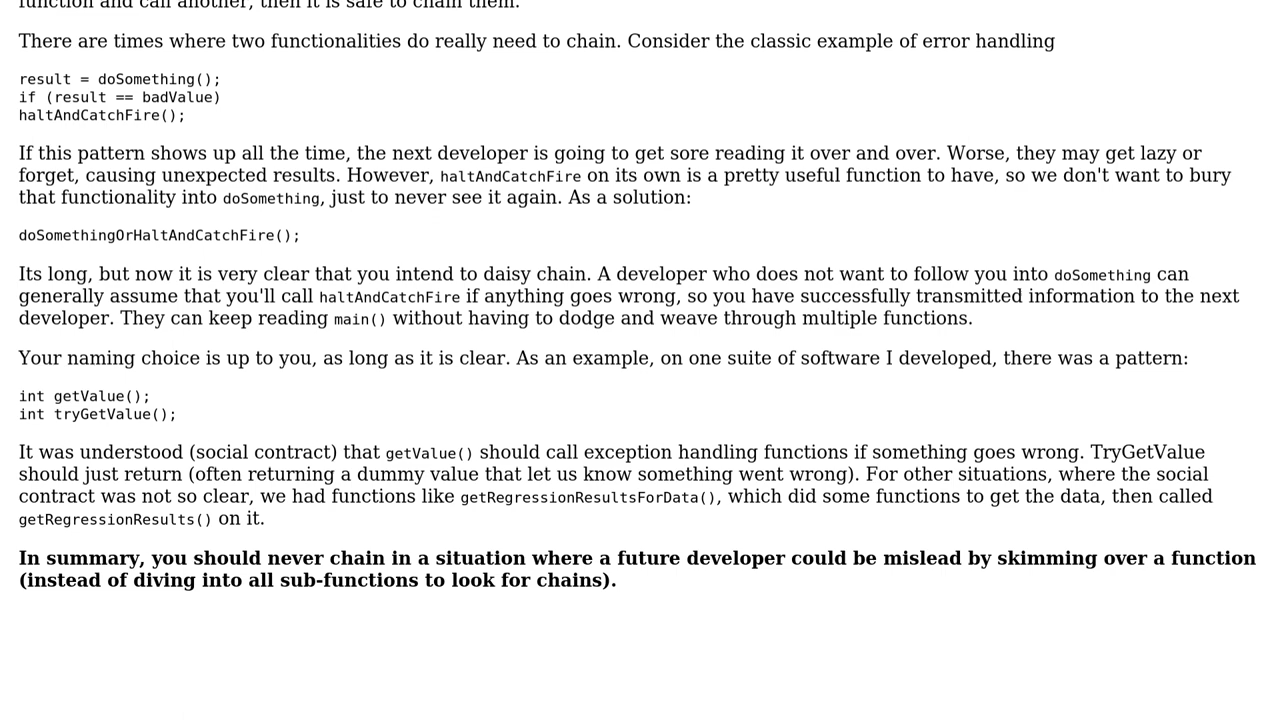 function and call another, then it is safe to chain them.
There are times where two functionalities do really need to chain. Consider the classic example of error handling
result = doSomething();
if (result == badValue)
haltAndCatchFire();
If this pattern shows up all the time, the next developer is going to get sore reading it over and over. Worse, they may get lazy or
forget, causing unexpected results. However, haltAndCatchFire on its own is a pretty useful function to have, so we don't want to bury
that functionality into doSomething, just to never see it again. As a solution:
doSomethingOrHaltAndCatchFire();
Its long, but now it is very clear that you intend to daisy chain. A developer who does not want to follow you into doSomething can
generally assume that you'll call haltAndCatchFire if anything goes wrong, so you have successfully transmitted information to the next
developer. They can keep reading main() without having to dodge and weave through multiple functions.
Your naming choice is up to you, as long as it is clear. As an example, on one suite of software I developed, there was a pattern:
int getValue();
int tryGetValue();
It was understood (social contract) that getValue() should call exception handling functions if something goes wrong. TryGetValue
should just return (often returning a dummy value that let us know something went wrong). For other situations, where the social
contract was not so clear, we had functions like getRegressionResultsForData(), which did some functions to get the data, then called
getRegressionResults() on it.
In summary, you should never chain in a situation where a future developer could be mislead by skimming over a function
(instead of diving into all sub-functions to look for chains).